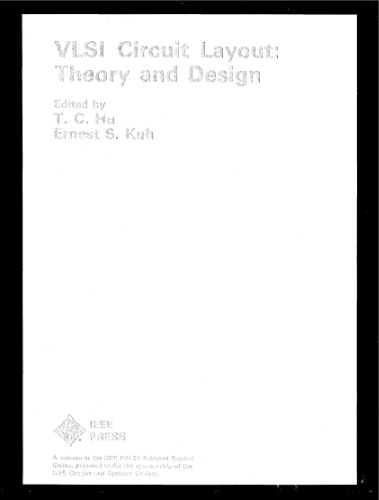 VLSI Circuit Layout:
Theory and Design
Edited by
T. C. Hu
Ernest S. Kuh
IEEE
PRESS
A volume in the IEEE PRESS Selected Reprint
Series, prepared under the sponsorship of the
IEEE Circuits and Systems Society.